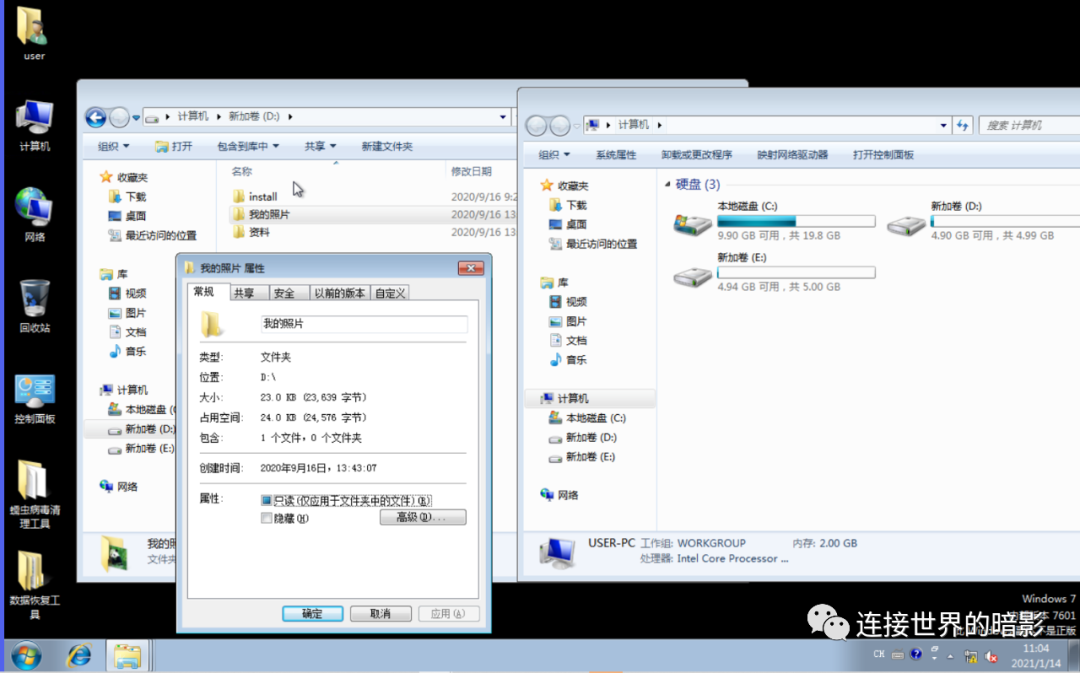 user
计算机
网络
回收站
控制面板
蠕虫病毒清
理工具
数据恢复工
具
计算机 新加卷 (D:)
组织 打开 包含到库中 共享 新建文件夹
收藏夹
下载
桌面
最近访问的位置
库
视频
图片
文档
音乐
计算机
本地磁盘 (
新加卷 (D:)
新加卷 (E:)
网络
名称 修改日期
install 2020/9/16 9:2
我的照片 2020/9/16 13
资料 2020/9/16 13
我的照
文件夹
我的照片 属性
常规 共享 安全 以前的版本 自定义
我的照片
类型: 文件夹
位置: D:\
大小: 23.0 KB (23,639 字节)
占用空间: 24.0 KB (24,576 字节)
包含: 1 个文件，0 个文件夹
创建时间: 2020年9月16日，13:43:07
属性: 只读(仅应用于文件夹中的文件)(R)
隐藏(H) 高级(D)...
确定 取消 应用(A)
计算机 搜索 计算机
组织 系统属性 卸载或更改程序 映射网络驱动器 打开控制面板
收藏夹
下载
桌面
最近访问的位置
库
视频
图片
文档
音乐
计算机
本地磁盘 (C:)
新加卷 (D:)
新加卷 (E:)
网络
硬盘 (3)
本地磁盘 (C:)
9.90 GB 可用，共 19.8 GB
新加卷 (D:)
4.90 GB 可用，共 4.99 GB
新加卷 (E:)
4.94 GB 可用，共 5.00 GB
USER-PC 工作组: WORKGROUP 内存: 2.00 GB
处理器: Intel Core Processor ...
Windows 7
7601
不是正版
连接世界的暗影
CH
11:04
2021/1/14